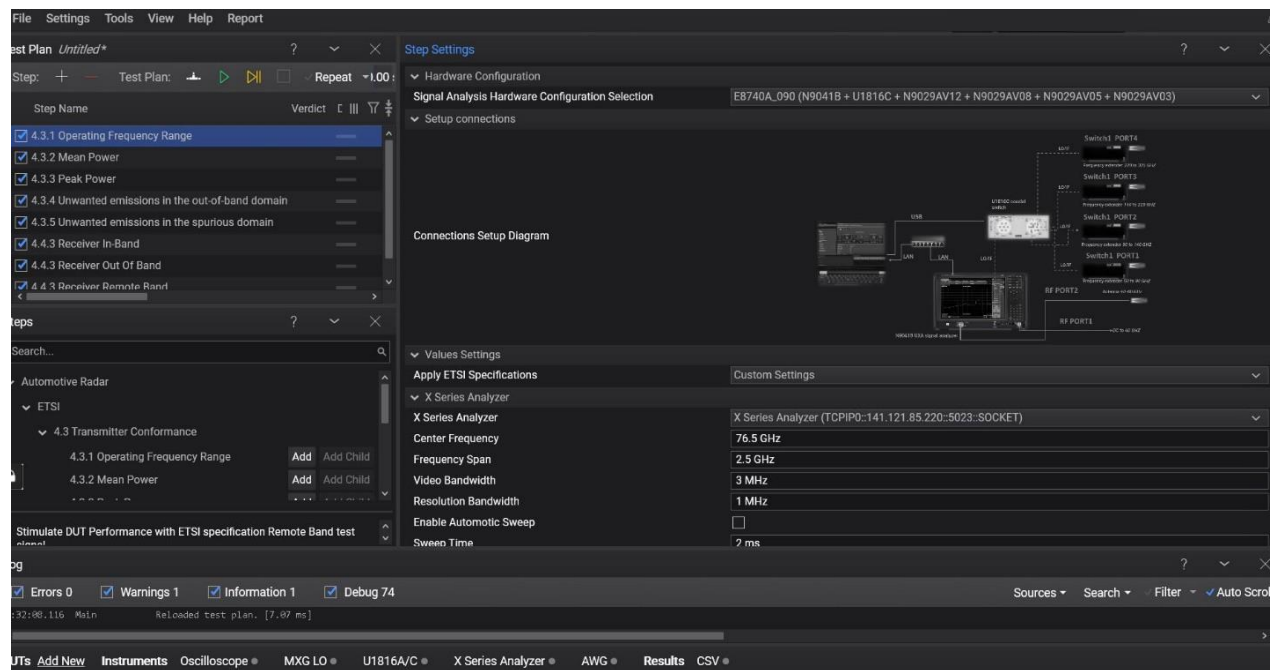 File Settings Tools View Help Report
est Plan Untitled* ?
Step: Test Plan: Repeat 1.00 s
Step Name Verdict
4.3.1 Operating Frequency Range
4.3.2 Mean Power
4.3.3 Peak Power
4.3.4 Unwanted emissions in the out-of-band domain
4.3.5 Unwanted emissions in the spurious domain
4.4.3 Receiver In-Band
4.4.3 Receiver Out Of Band
4.4.3 Receiver Remote Band
teps ?
Search...
Automotive Radar
ETSI
4.3 Transmitter Conformance
4.3.1 Operating Frequency Range Add Add Child
4.3.2 Mean Power Add Add Child
Stimulate DUT Performance with ETSI specification Remote Band test
signal
Step Settings ?
Hardware Configuration
Signal Analysis Hardware Configuration Selection E8740A_090 (N9041B + U1816C + N9029AV12 + N9029AV08 + N9029AV05 + N9029AV03)
Setup connections
Connections Setup Diagram
Switch1 PORT4
Switch1 PORT3
Switch1 PORT2
Switch1 PORT1
U1816C coaxial
switch
USB
LAN
LAN
LO/IF
RF PORT2
RF PORT1
Values Settings
Apply ETSI Specifications Custom Settings
X Series Analyzer
X Series Analyzer X Series Analyzer (TCPIP0::141.121.85.220::5023::SOCKET)
Center Frequency 76.5 GHz
Frequency Span 2.5 GHz
Video Bandwidth 3 MHz
Resolution Bandwidth 1 MHz
Enable Automotic Sweep
Sweep Time 2 ms
og ?
Errors 0 Warnings 1 Information 1 Debug 74 Sources Search Filter Auto Scrol
:32:08.116 Main Reloaded test plan. [7.07 ms]
UTs Add New Instruments Oscilloscope MXG LO U1816A/C X Series Analyzer AWG Results CSV